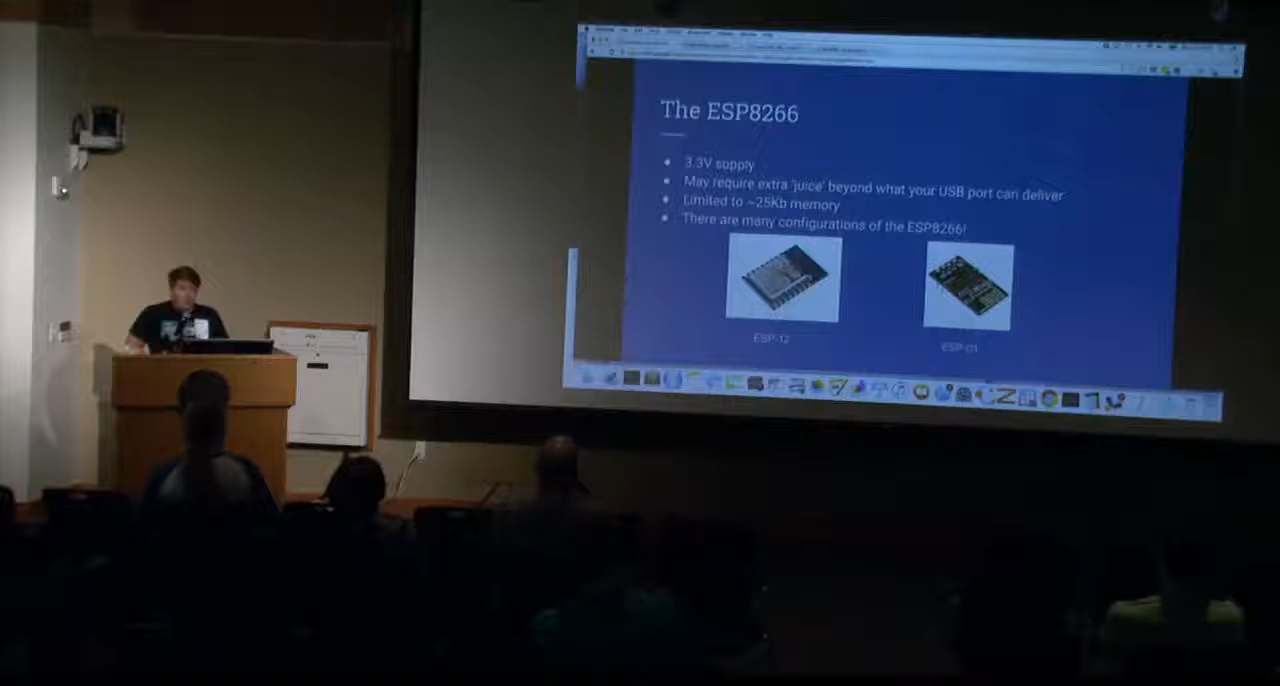 The ESP8266
3.3V supply
May require extra 'juice' beyond what your USB port can deliver
Limited to ~25Kb memory
There are many configurations of the ESP8266!
ESP-12
ESP-01